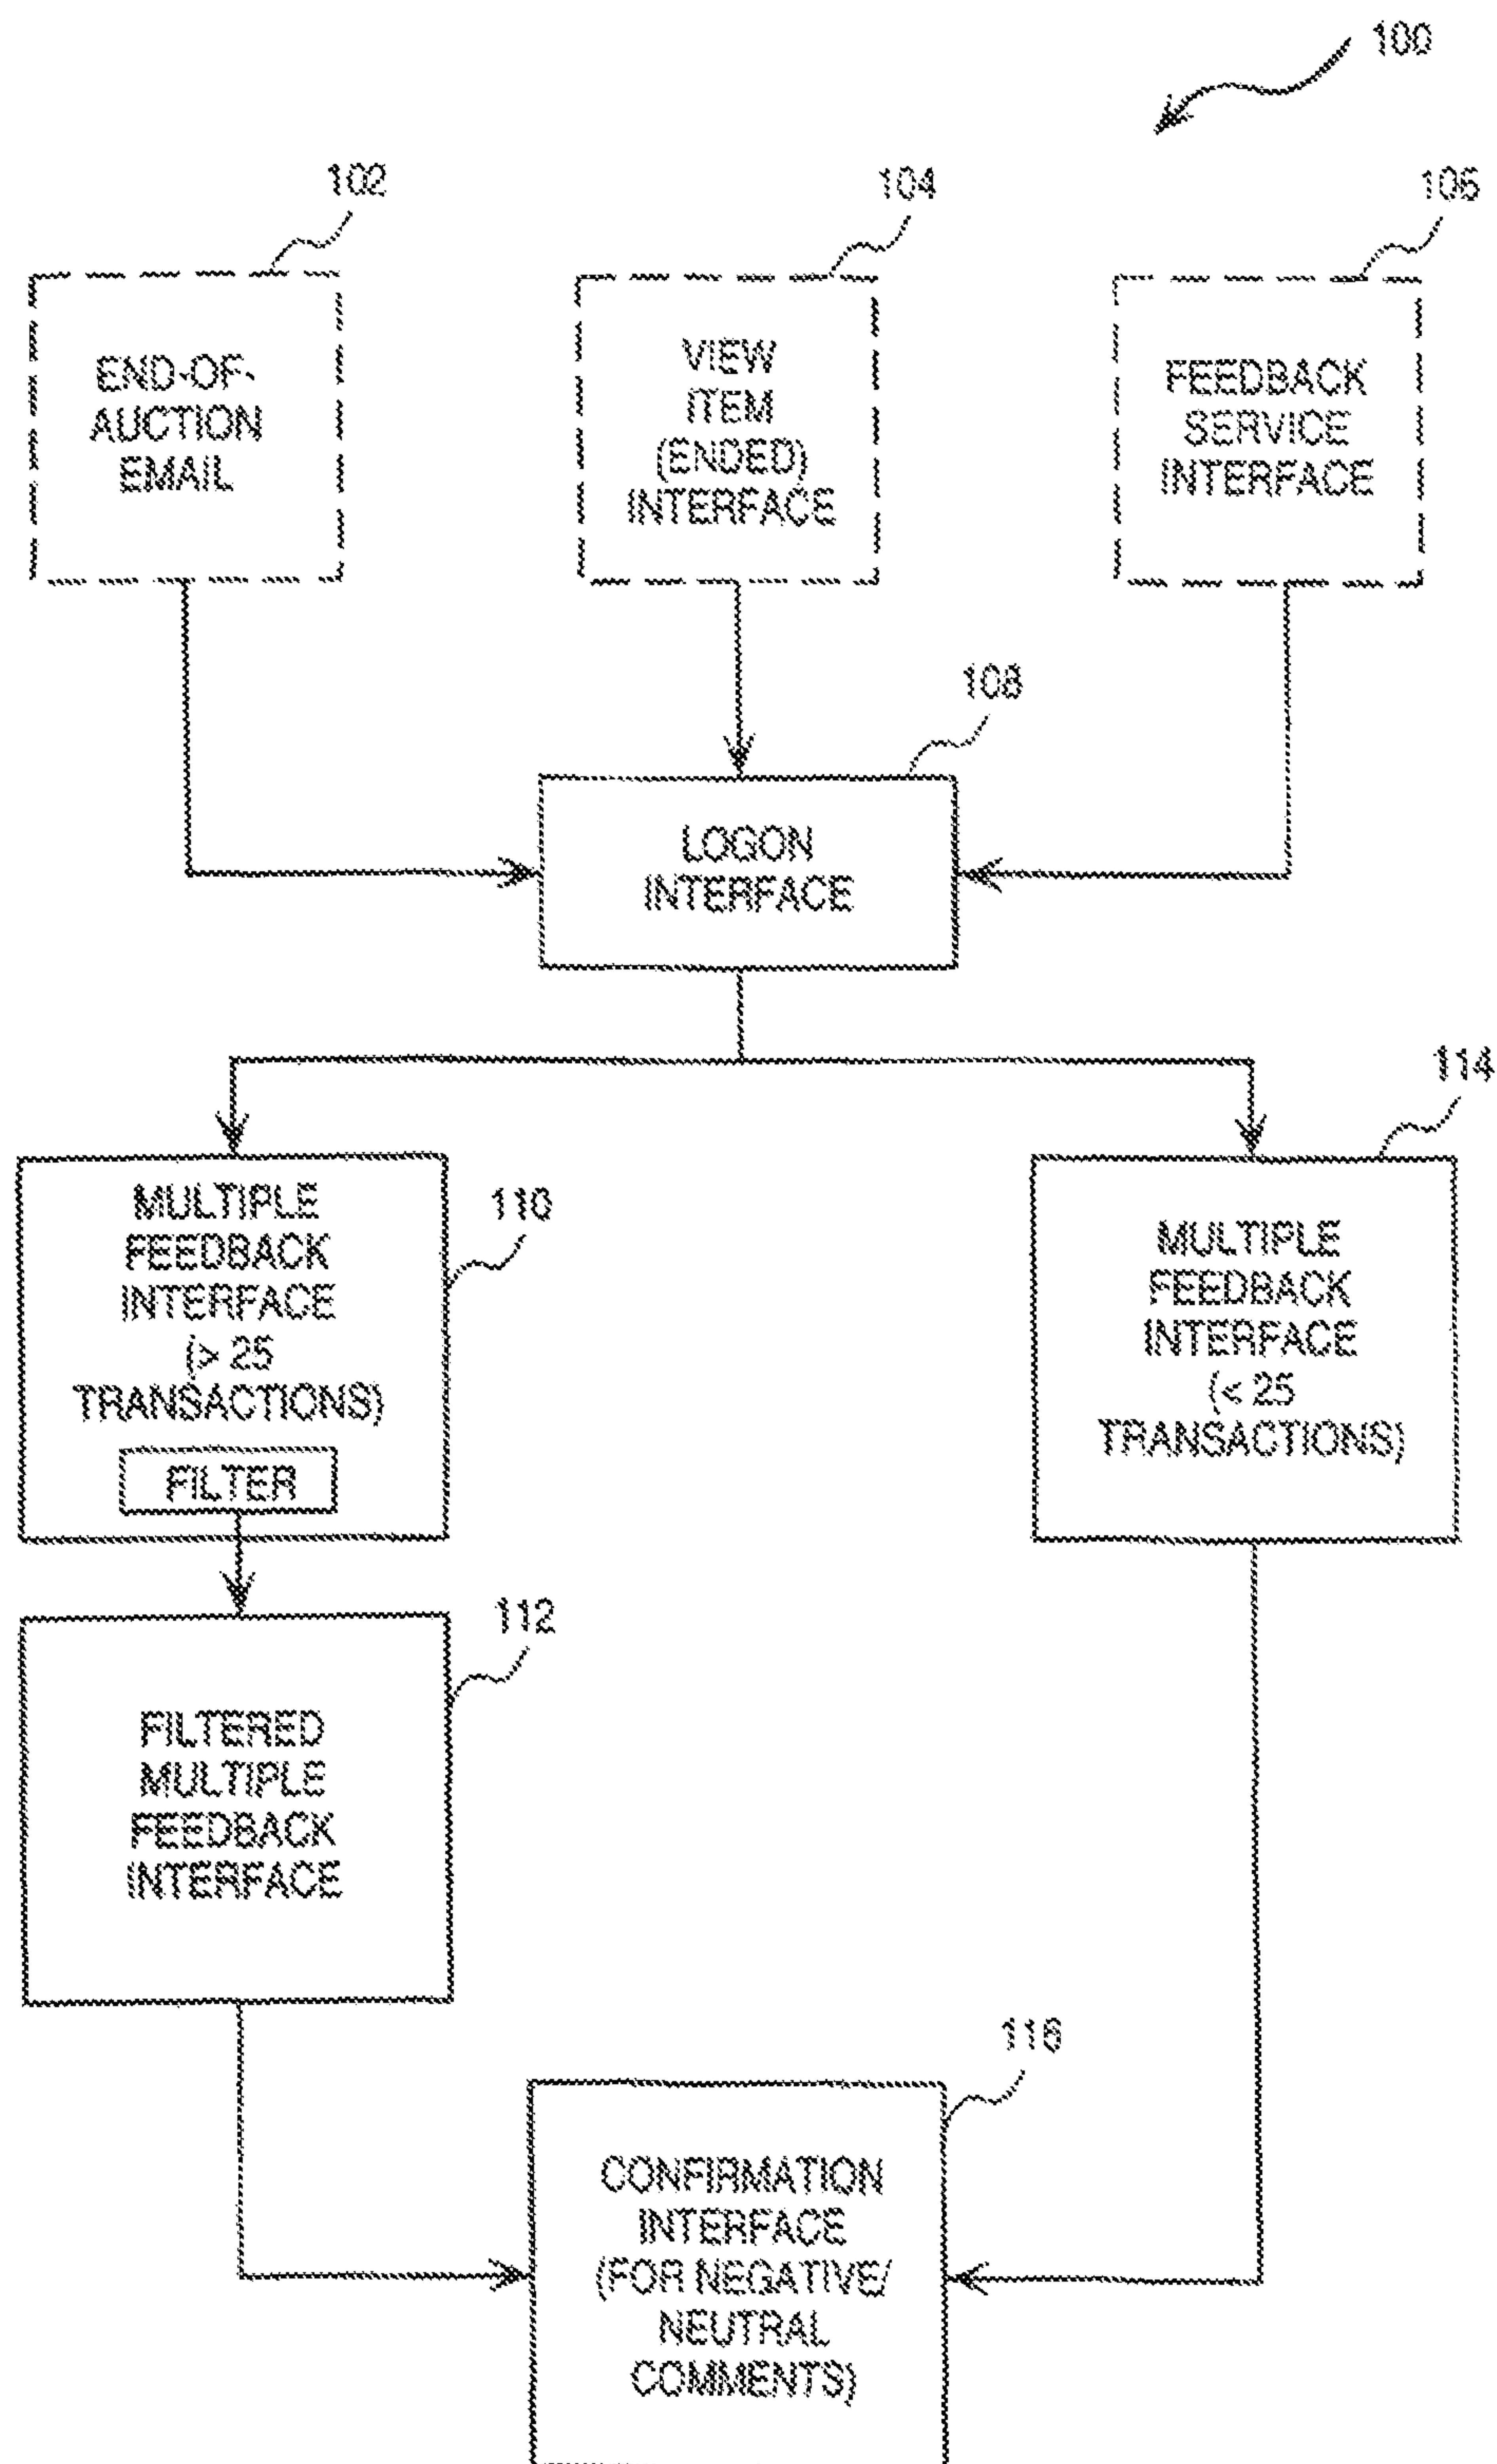 100
102
104
106
END-OF-
AUCTION
EMAIL
VIEW
ITEM
(ENDED)
INTERFACE
FEEDBACK
SERVICE
INTERFACE
108
LOGON
INTERFACE
114
MULTIPLE
FEEDBACK
INTERFACE
(> 25
TRANSACTIONS)
FILTER
110
MULTIPLE
FEEDBACK
INTERFACE
(< 25
TRANSACTIONS)
112
FILTERED
MULTIPLE
FEEDBACK
INTERFACE
116
CONFIRMATION
INTERFACE
(FOR NEGATIVE/
NEUTRAL
COMMENTS)